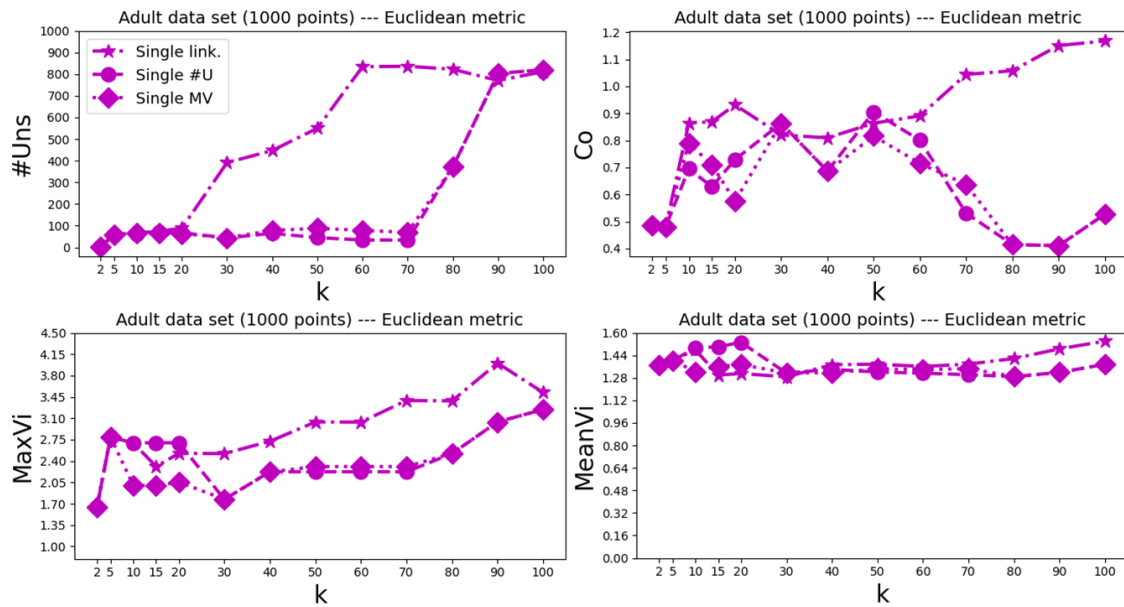 Adult data set (1000 points) --- Euclidean metric
1000
900
800
700
600
500
400
300
200
100
0
#Uns
Single link.
Single #U
Single MV
2 5 10 15 20 30 40 50 60 70 80 90 100
k
Adult data set (1000 points) --- Euclidean metric
1.2
1.1
1.0
0.9
0.8
0.7
0.6
0.5
0.4
Co
2 5 10 15 20 30 40 50 60 70 80 90 100
k
Adult data set (1000 points) --- Euclidean metric
4.50
4.15
3.80
3.45
3.10
2.75
2.40
2.05
1.70
1.35
1.00
MaxVi
2 5 10 15 20 30 40 50 60 70 80 90 100
k
Adult data set (1000 points) --- Euclidean metric
1.60
1.44
1.28
1.12
0.96
0.80
0.64
0.48
0.32
0.16
0.00
MeanVi
2 5 10 15 20 30 40 50 60 70 80 90 100
k